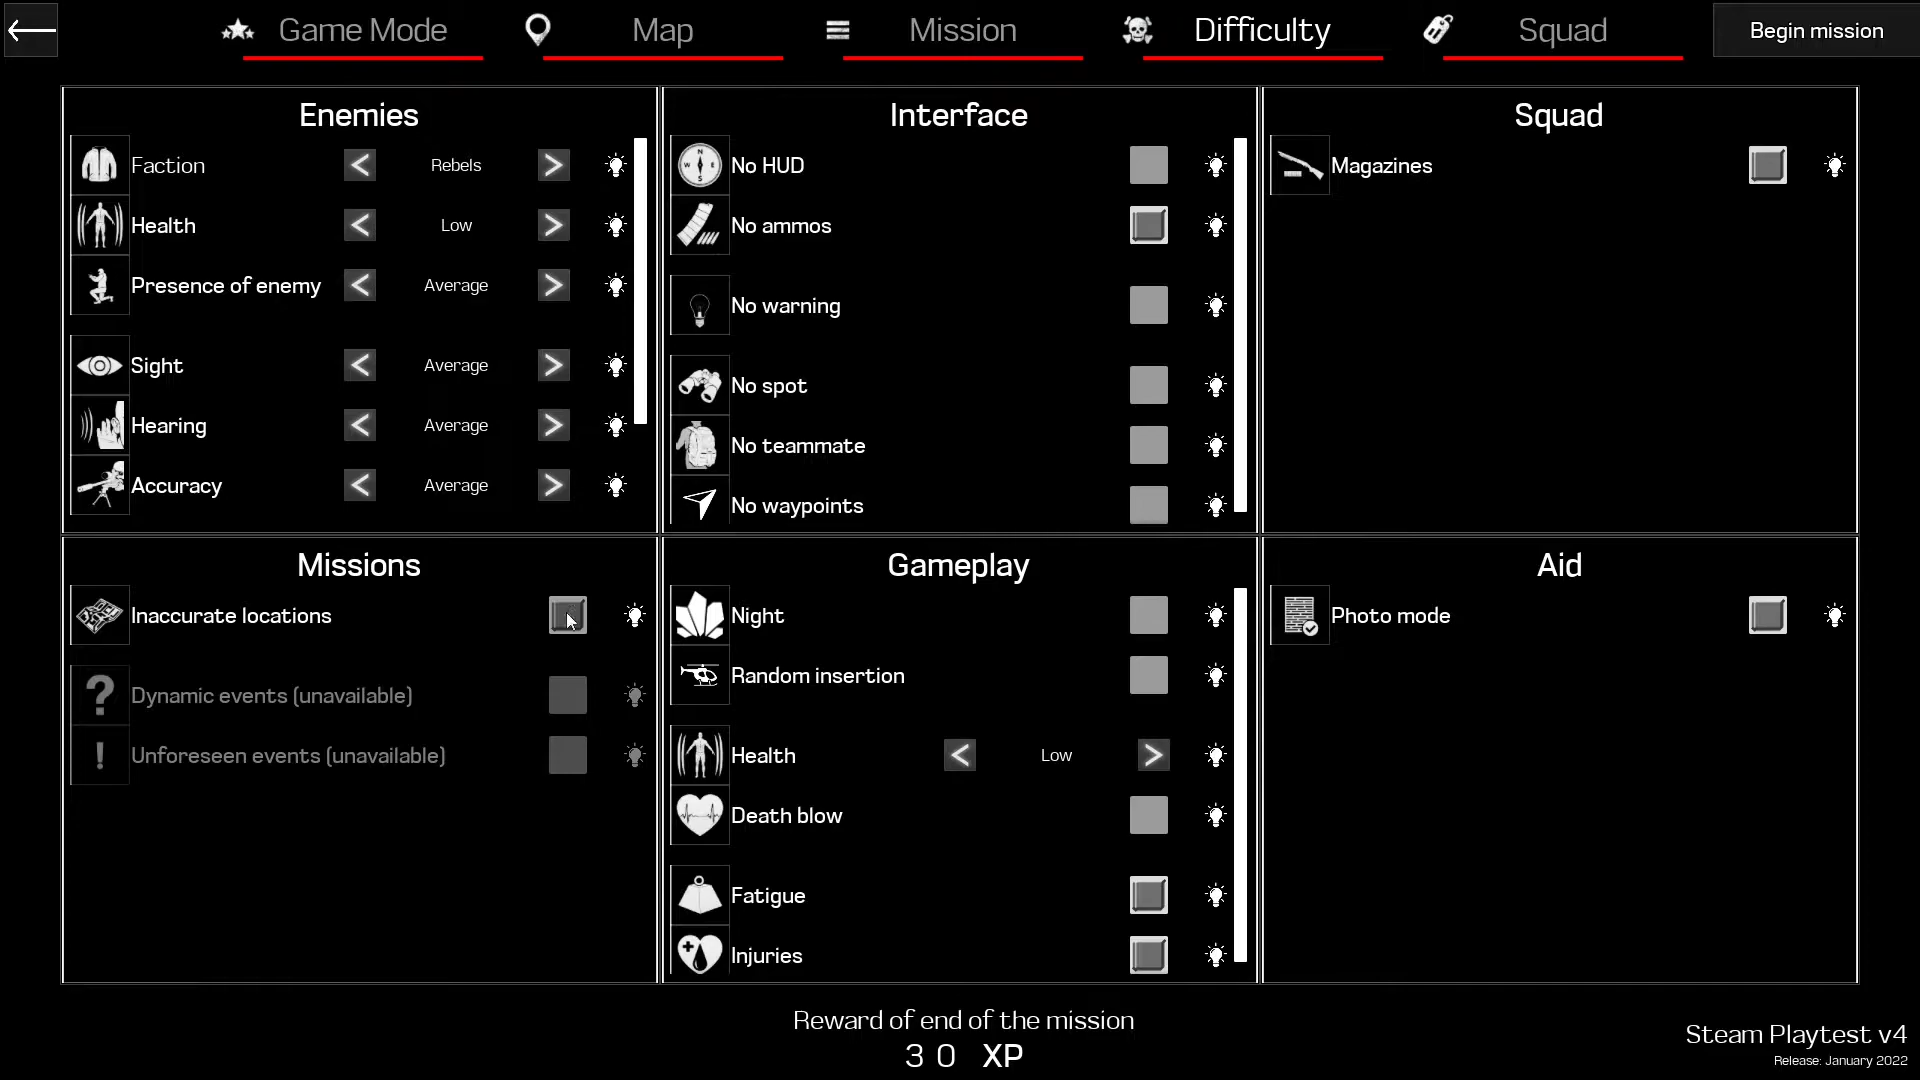 Game Mode
Map
Mission
Difficulty
Squad
Begin mission
Enemies
Faction
Rebels
Health
Low
Presence of enemy
Average
Sight
Average
Hearing
Average
Accuracy
Average
Interface
No HUD
No ammos
No warning
No spot
No teammate
No waypoints
Squad
Magazines
Missions
Inaccurate locations
Dynamic events (unavailable)
Unforeseen events (unavailable)
Gameplay
Night
Random insertion
Health
Low
Death blow
Fatigue
Injuries
Aid
Photo mode
Reward of end of the mission
30 XP
Steam Playtest v4
Release: January 2022